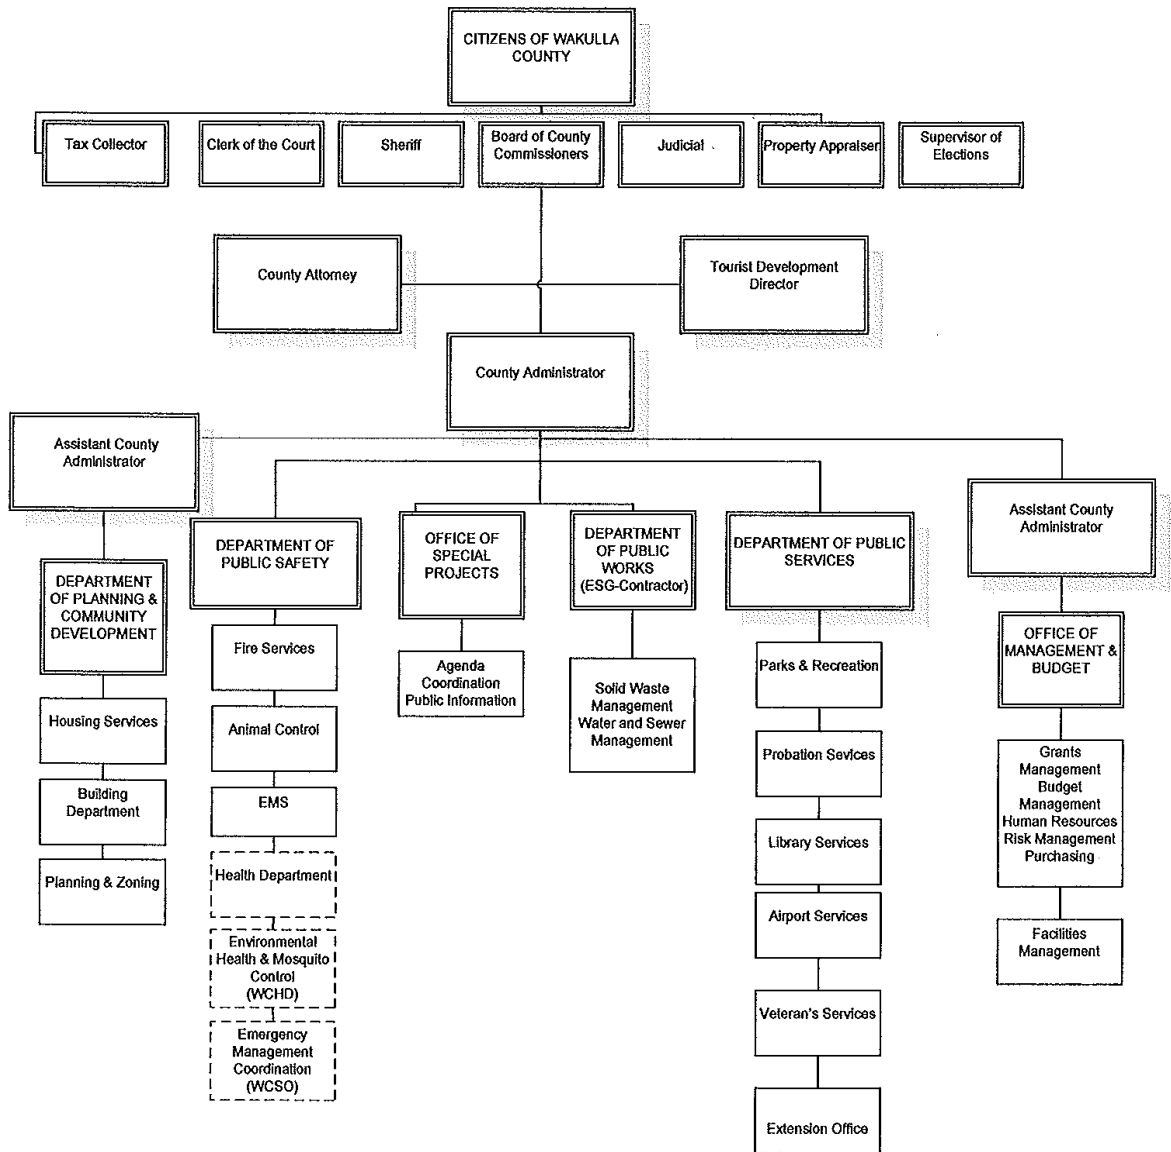 CITIZENS OF WAKULLA
COUNTY
Tax Collector
Clerk of the Court
Sheriff
Board of County
Commissioners
Judicial
Property Appraiser
Supervisor of
Elections
County Attorney
Tourist Development
Director
County Administrator
Assistant County
Administrator
DEPARTMENT
OF PLANNING &
COMMUNITY
DEVELOPMENT
Housing Services
Building
Department
Planning & Zoning
DEPARTMENT OF
PUBLIC SAFETY
Fire Services
Animal Control
EMS
Health Department
Environmental
Health & Mosquito
Control
(WCHD)
Emergency
Management
Coordination
(WCSO)
OFFICE OF
SPECIAL
PROJECTS
Agenda
Coordination
Public Information
DEPARTMENT
OF PUBLIC
WORKS
(ESG-Contractor)
Solid Waste
Management
Water and Sewer
Management
DEPARTMENT OF PUBLIC
SERVICES
Parks & Recreation
Probation Sevices
Library Services
Airport Services
Veteran's Services
Extension Office
Assistant County
Administrator
OFFICE OF
MANAGEMENT &
BUDGET
Grants
Management
Budget
Management
Human Resources
Risk Management
Purchasing
Facilities
Management